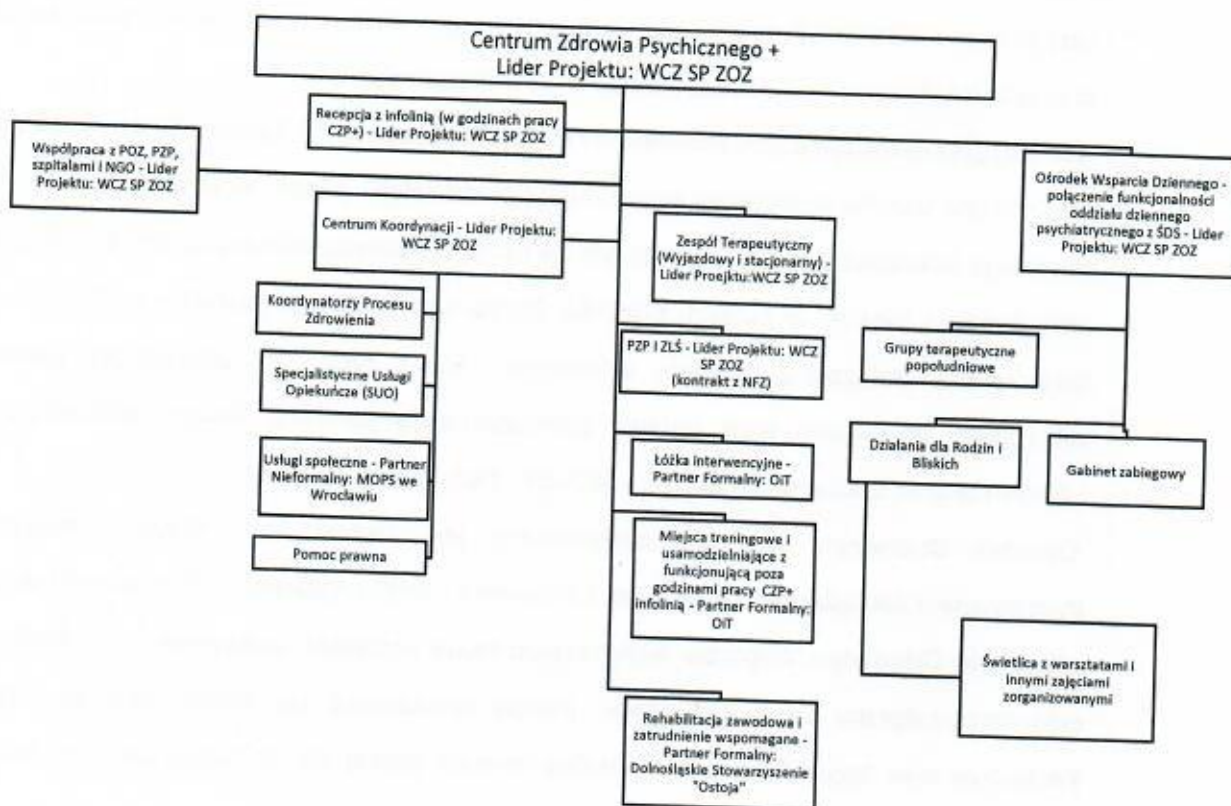 Centrum Zdrowia Psychicznego +
Lider Projektu: WCZ SP ZOZ
Recepcja z infolinią (w godzinach pracy
CZP+) - Lider Projektu: WCZ SP ZOZ
Współpraca z POZ, PZP,
szpitalami i NGO - Lider
Projektu: WCZ SP ZOZ
Ośrodek Wsparcia Dziennego -
połączenie funkcjonalności
oddziału dziennego
psychiatrycznego z ŚDS - Lider
Projektu: WCZ SP ZOZ
Centrum Koordynacji - Lider Projektu:
WCZ SP ZOZ
Zespół Terapeutyczny
(Wyjazdowy i stacjonarny) -
Lider Proejktu:WCZ SP ZOZ
Koordynatorzy Procesu
Zdrowienia
PZP I ZLŚ - Lider Projektu: WCZ
SP ZOZ
(kontrakt z NFZ)
Grupy terapeutyczne
popołudniowe
Specjalistyczne Usługi
Opiekuńcze (SUO)
Działania dla Rodzin i
Bliskich
Gabinet zabiegowy
Usługi społeczne - Partner
Nieformalny: MOPS we
Wrocławiu
Łóżka interwencyjne -
Partner Formalny: OiT
Pomoc prawna
Miejsca treningowe i
usamodzielniające z
funkcjonującą poza
godzinami pracy CZP+
infolinią - Partner Formalny:
OiT
Świetlica z warsztatami i
innymi zajęciami
zorganizowanymi
Rehabilitacja zawodowa i
zatrudnienie wspomagane -
Partner Formalny:
Dolnośląskie Stowarzyszenie
"Ostoja"